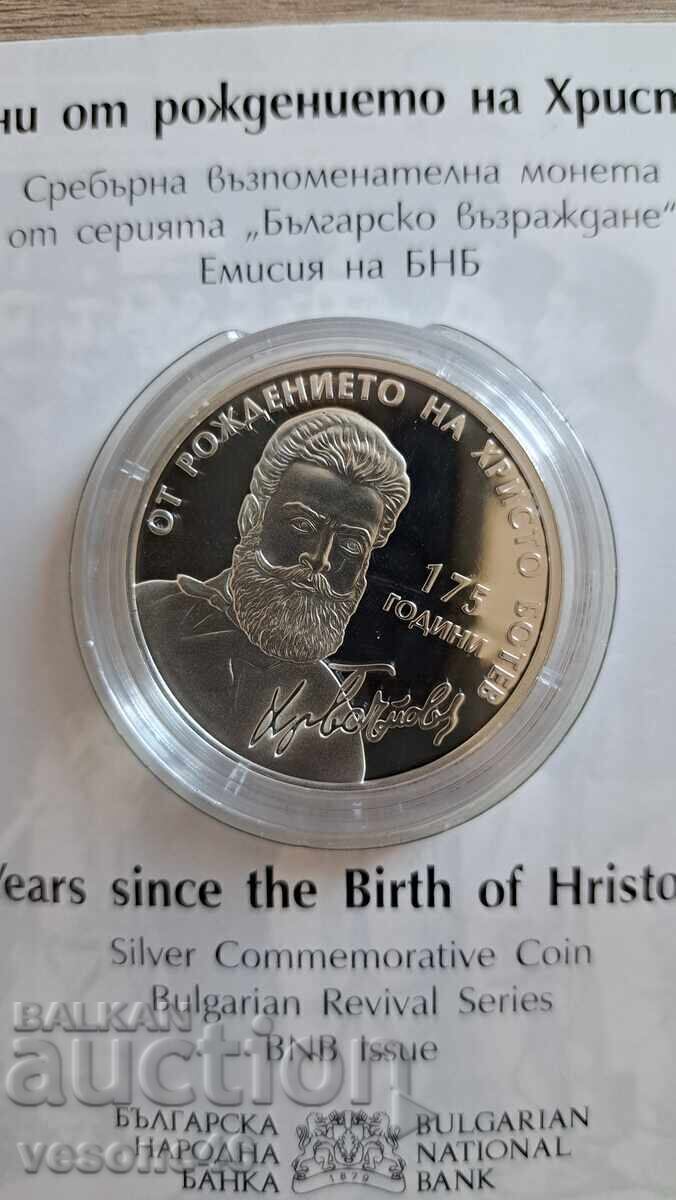 ни от рождението на Христ
Сребърна възпоменателна монета
от серията „Българско възраждане“
Емисия на БНБ
ОТ РОЖДЕНИЕТО НА ХРИСТО БОТЕВ
175
ГОДИНИ
Years since the Birth of Hristo
Silver Commemorative Coin
Bulgarian Revival Series
BNB Issue
BALKAN
auction
БЪЛГАРСКА
НАРОДНА
БАНКА
1879
BULGARIAN
NATIONAL
BANK